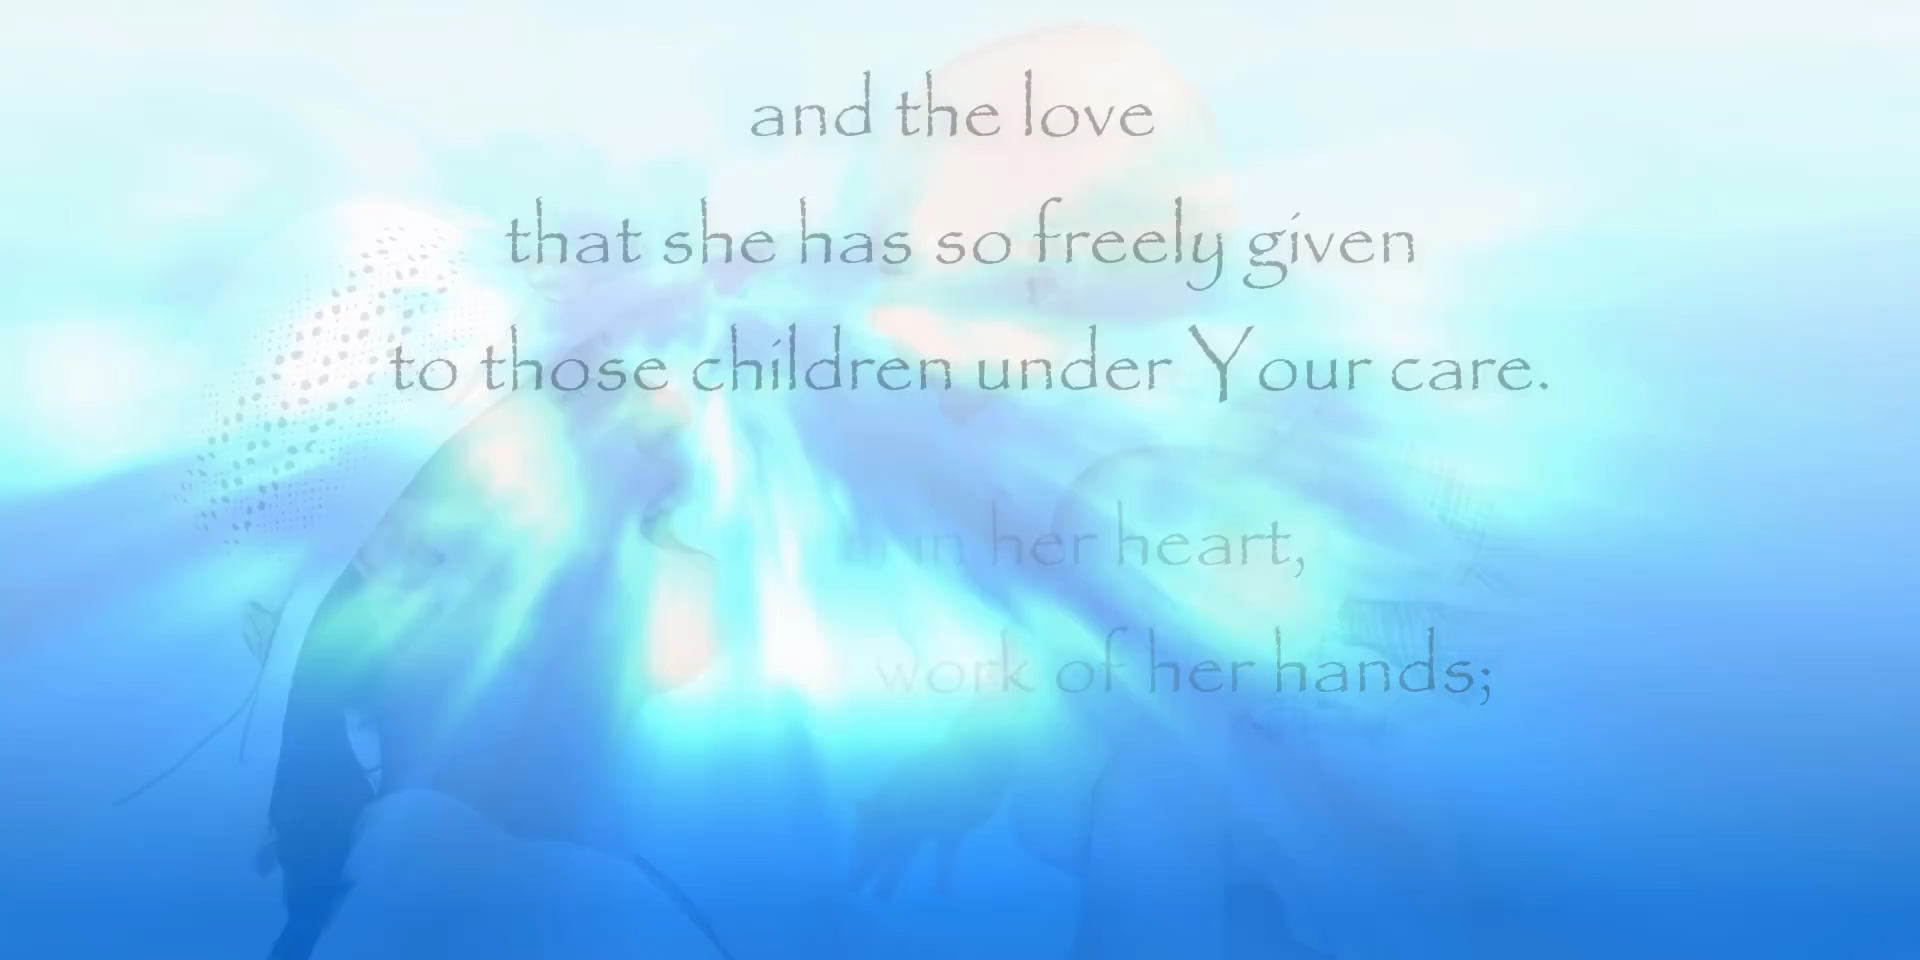 and the love
that she has so freely given
to those children under Your care.
in her heart,
work of her hands;